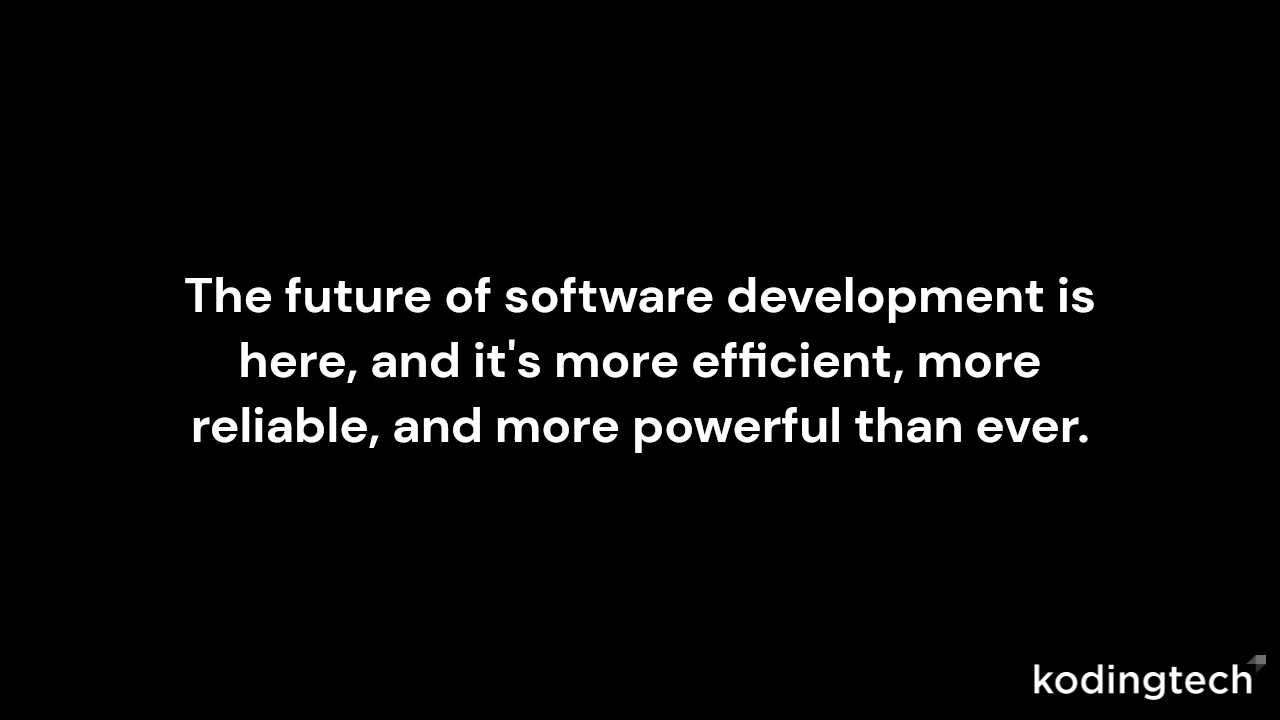 The future of software development is
here, and it's more efficient, more
reliable, and more powerful than ever.
kodingtech